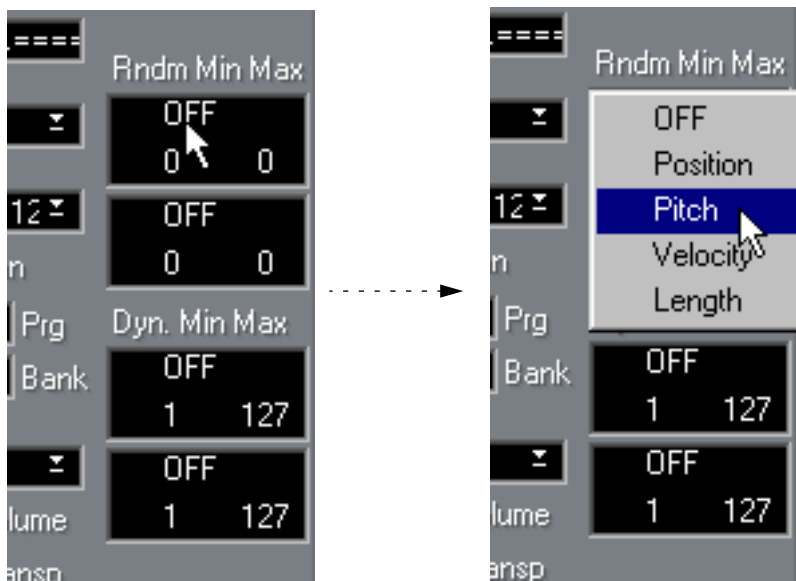 .====
Rndm Min Max
OFF
0 0
12
OFF
0 0
n
Prg
Dyn. Min Max
OFF
Bank
1 127
OFF
lume
1 127
ansp
.====
Rndm Min Max
OFF
Position
12
Pitch
n
Velocity
Length
Prg
OFF
Bank
1 127
OFF
lume
1 127
ansp